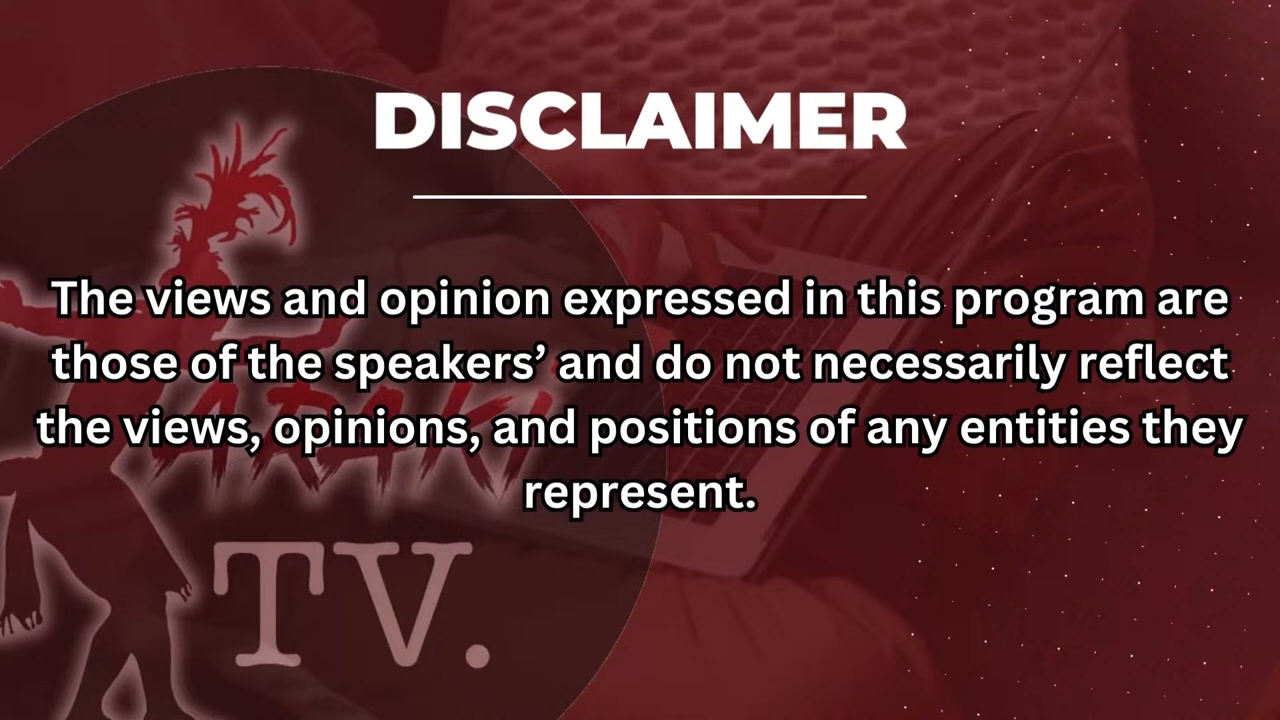 DISCLAIMER
The views and opinion expressed in this program are
those of the speakers’ and do not necessarily reflect
the views, opinions, and positions of any entities they
represent.
TV.